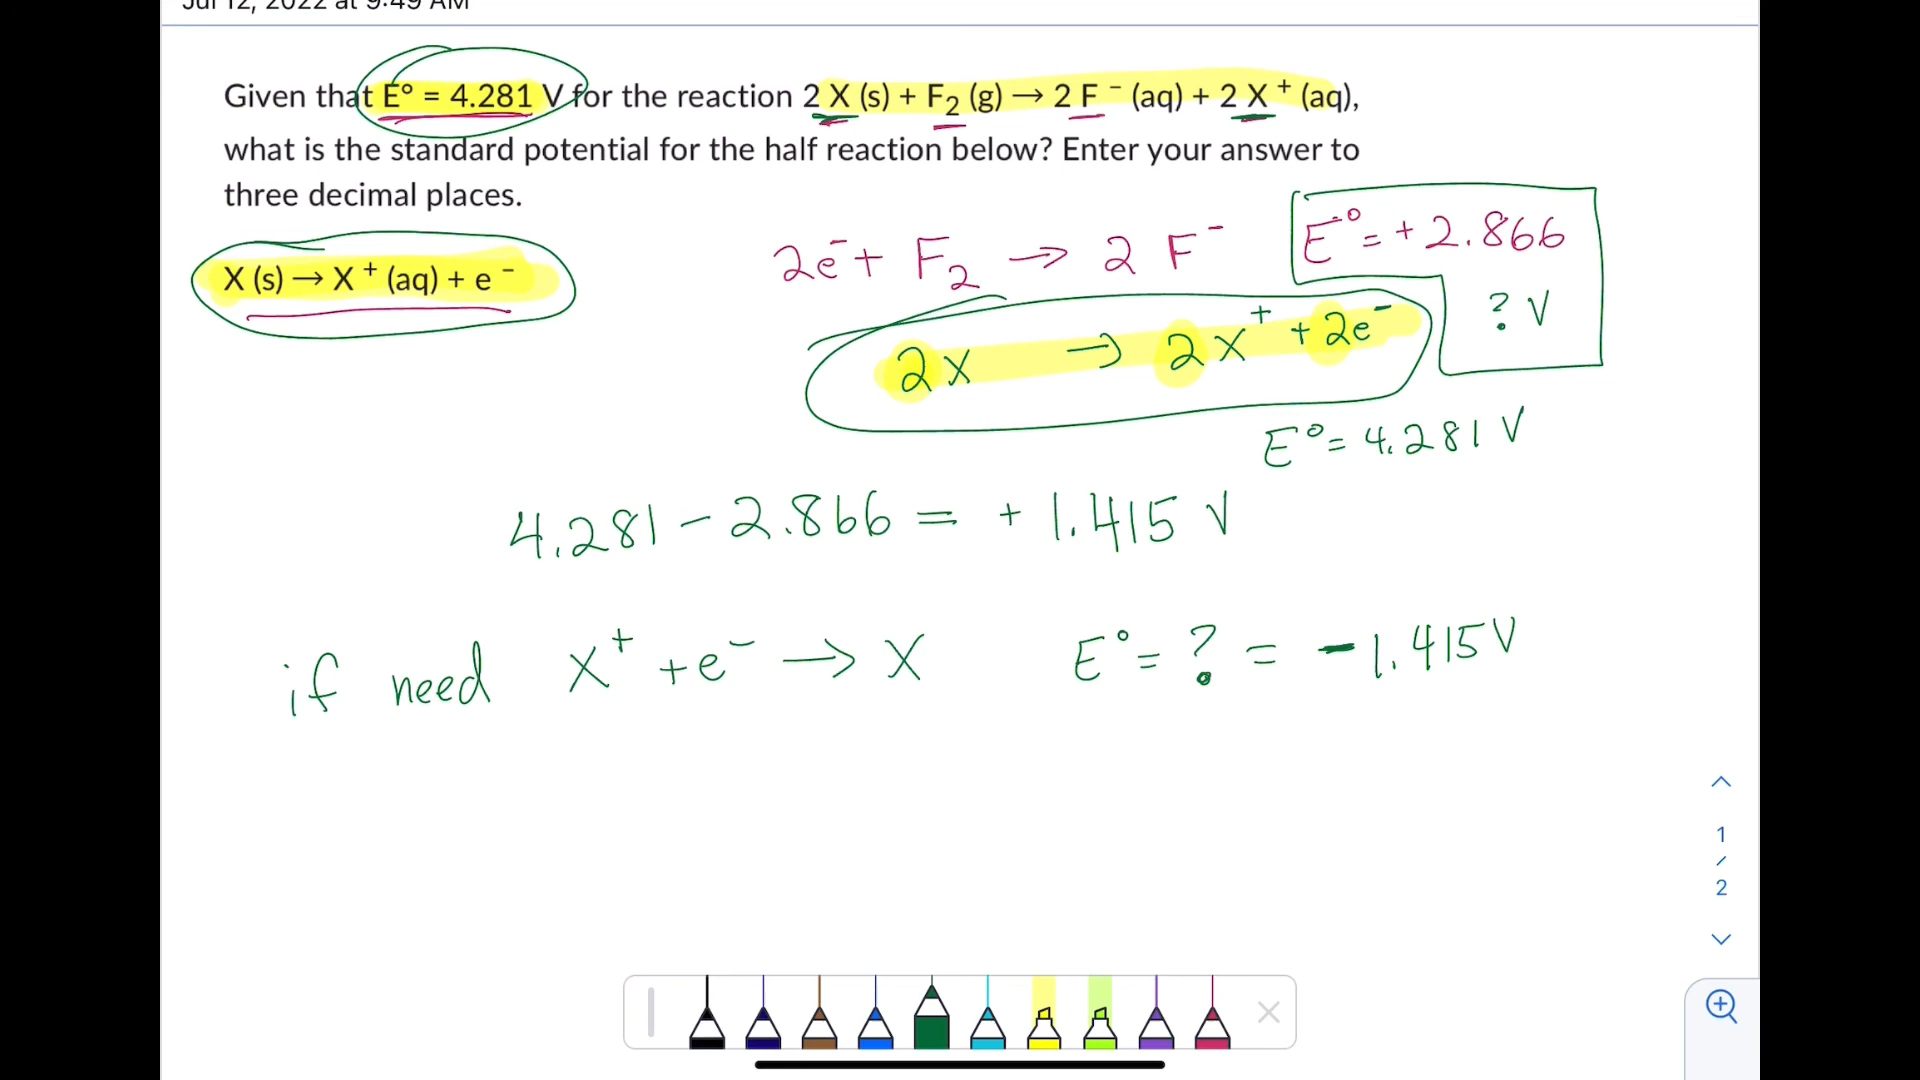 Jul 12, 2022 at 9:49 AM
Given that E° = 4.281 V for the reaction 2 X (s) + F₂ (g) → 2 F⁻ (aq) + 2 X⁺ (aq),
what is the standard potential for the half reaction below? Enter your answer to
three decimal places.
X (s) → X⁺ (aq) + e⁻
2e⁻ + F₂ → 2 F⁻ E° = +2.866
? V
2X → 2X⁺ + 2e⁻
E° = 4.281 V
4.281 - 2.866 = + 1.415 V
if need X⁺ + e⁻ → X E° = ? = -1.415 V
1
/
2